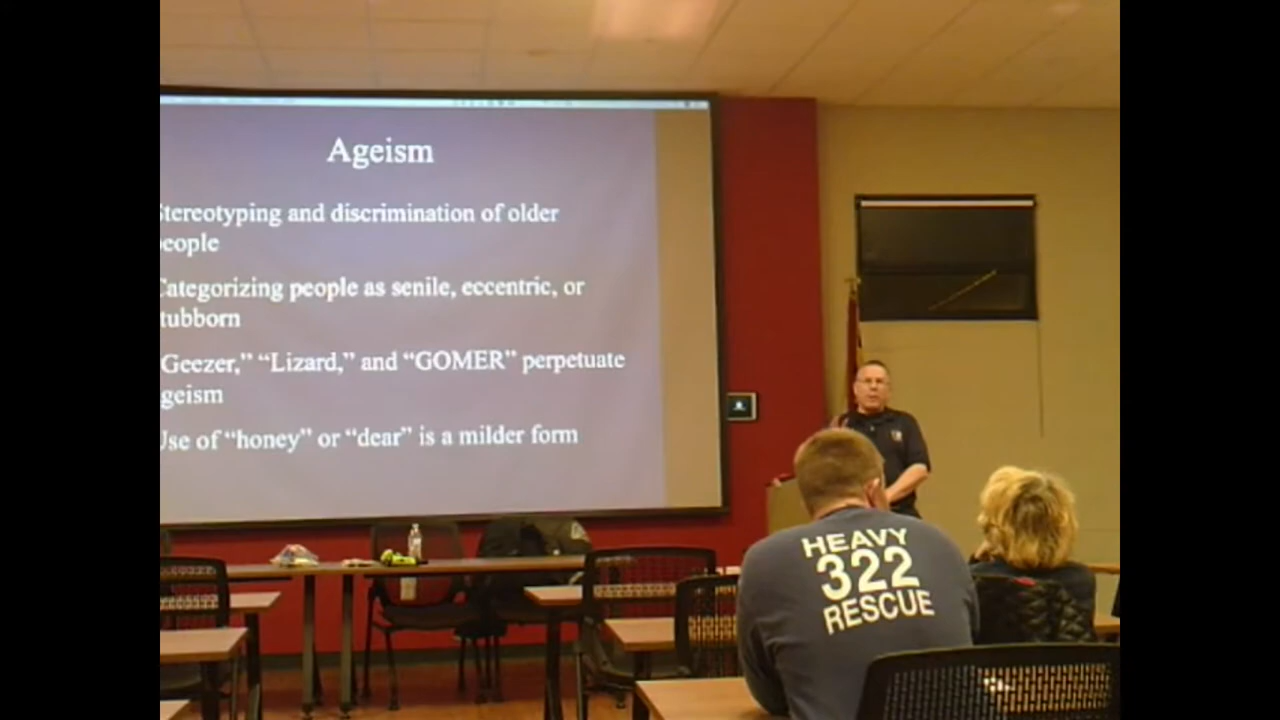 Ageism
Stereotyping and discrimination of older
people
Categorizing people as senile, eccentric, or
stubborn
“Geezer,” “Lizard,” and “GOMER” perpetuate
ageism
Use of “honey” or “dear” is a milder form
HEAVY
322
RESCUE